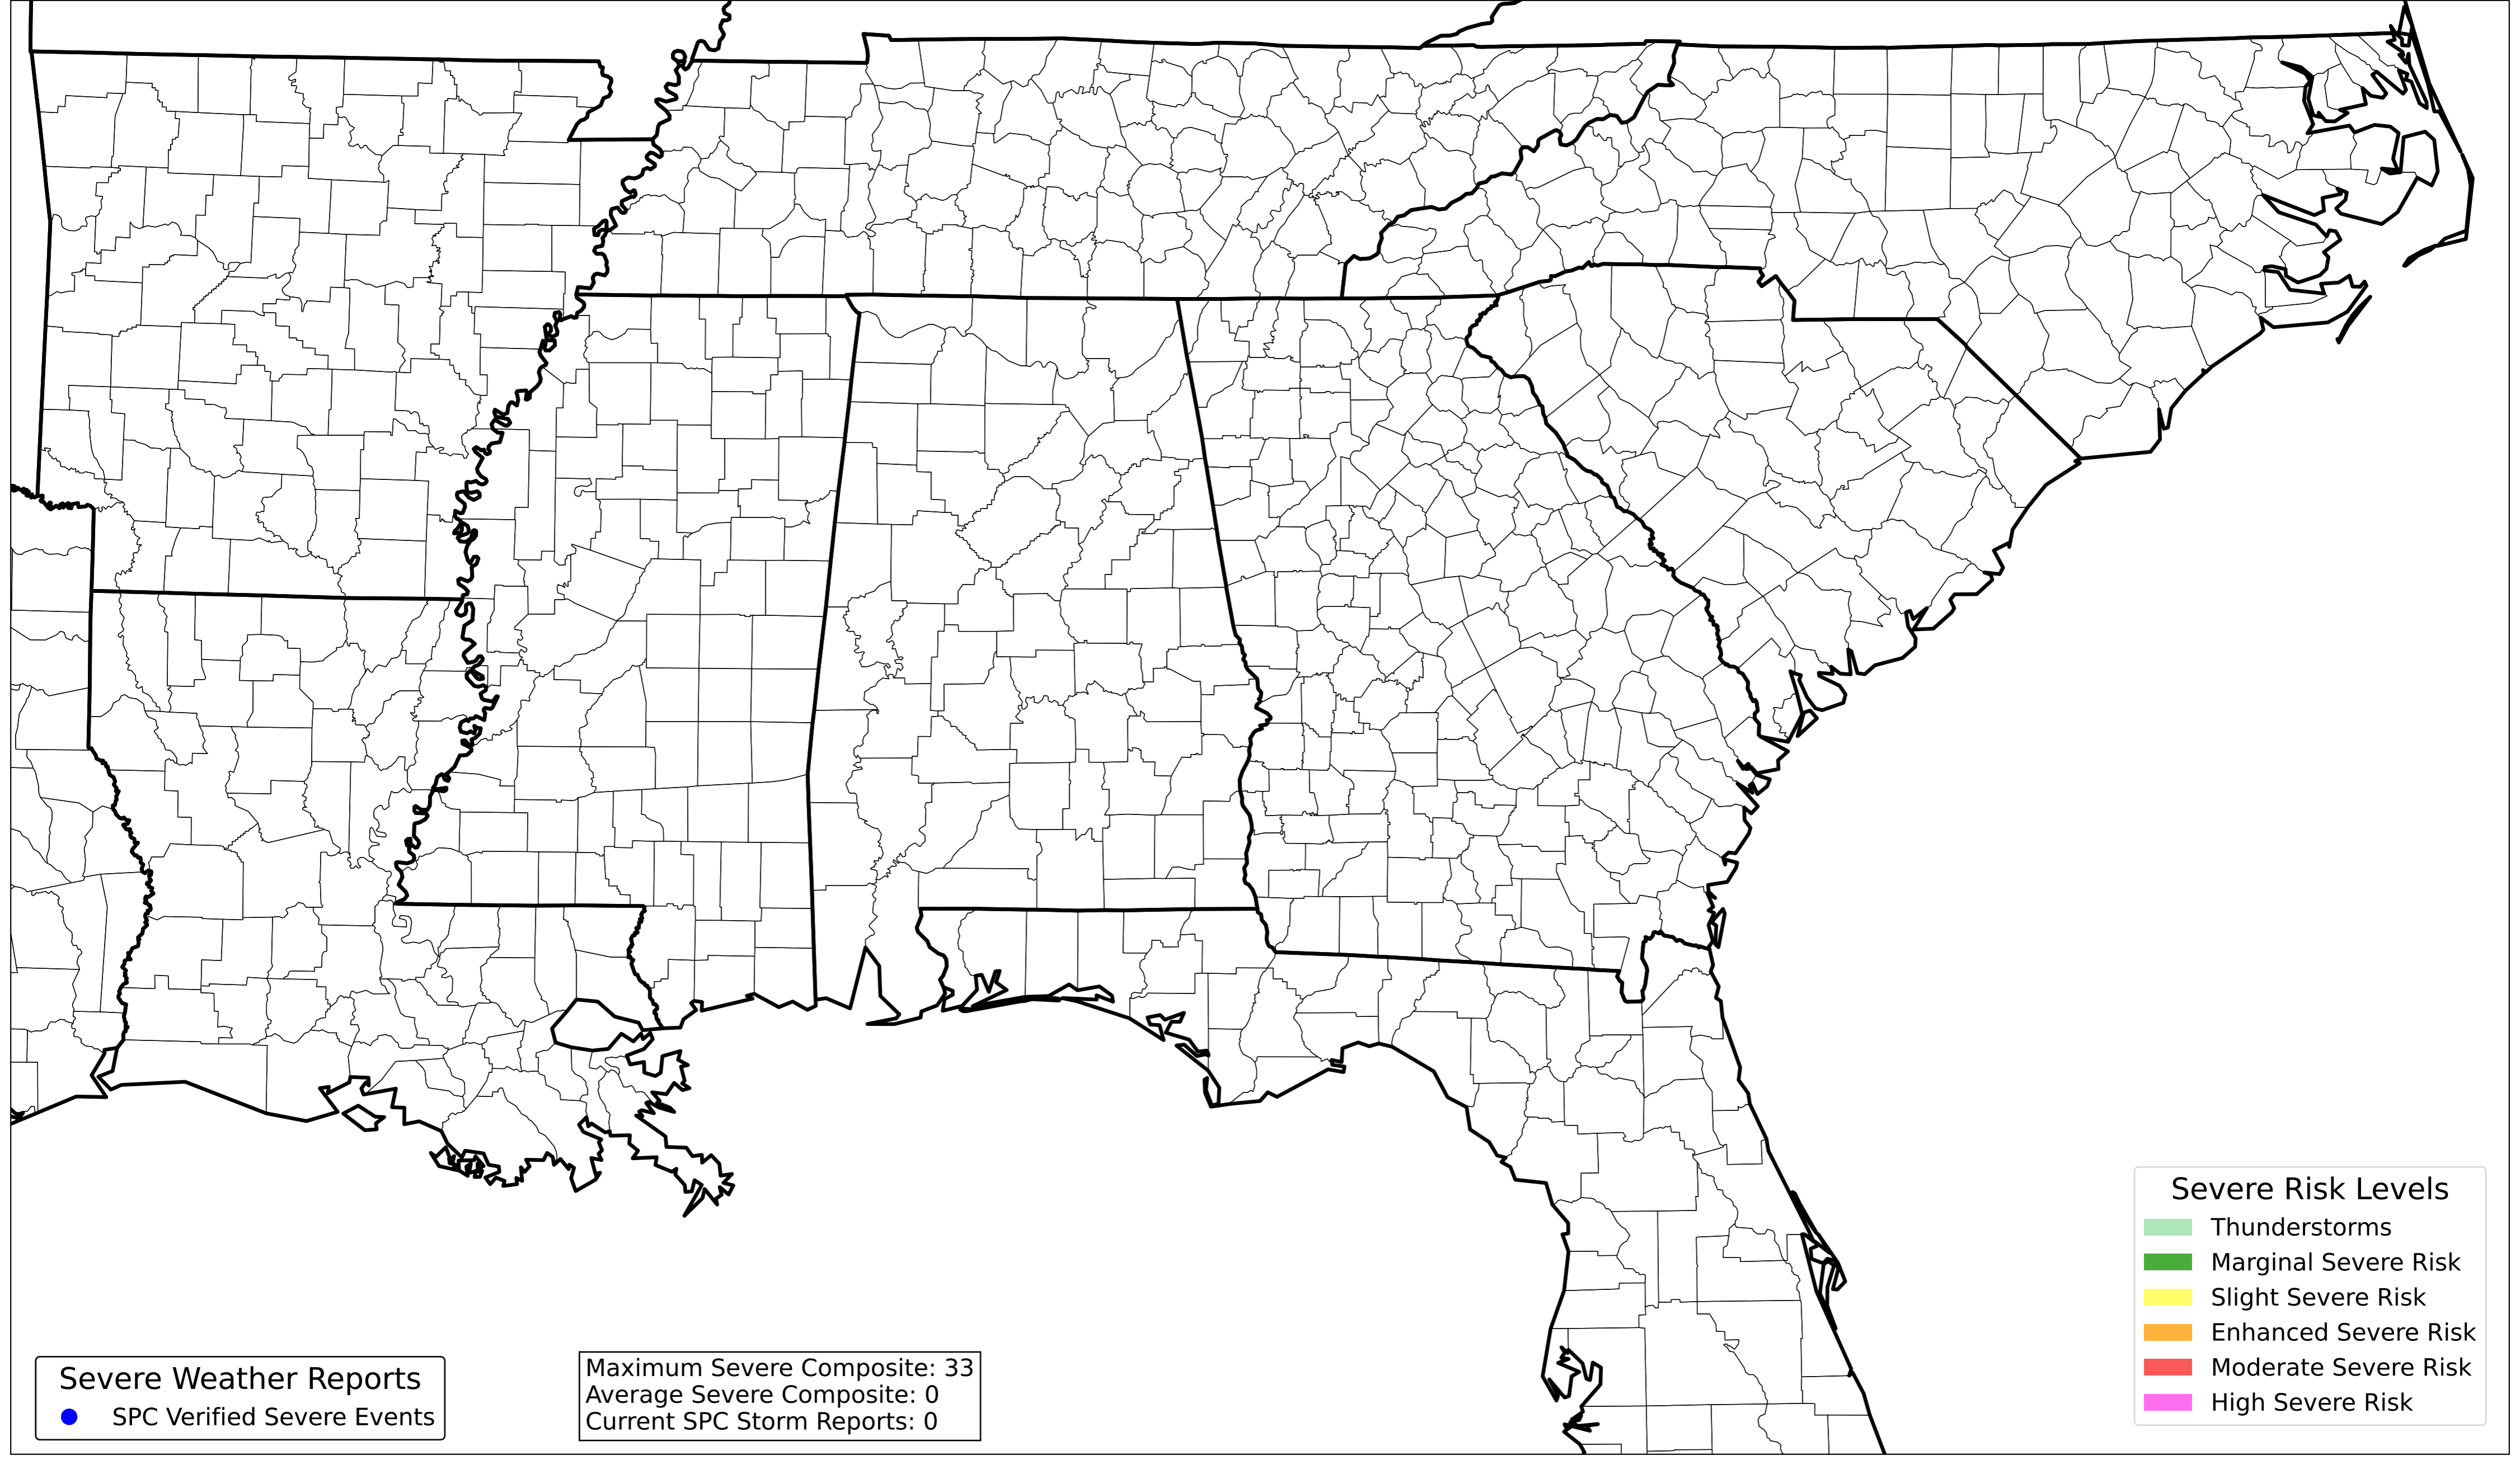 Severe Weather Reports
SPC Verified Severe Events
Maximum Severe Composite: 33
Average Severe Composite: 0
Current SPC Storm Reports: 0
Severe Risk Levels
Thunderstorms
Marginal Severe Risk
Slight Severe Risk
Enhanced Severe Risk
Moderate Severe Risk
High Severe Risk